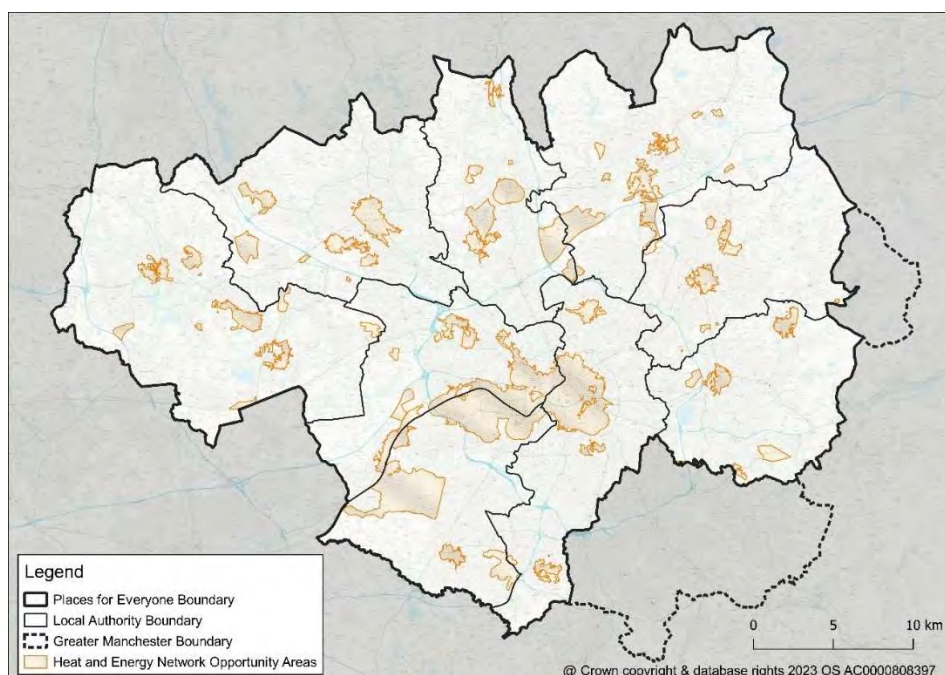 Legend
Places for Everyone Boundary
Local Authority Boundary
Greater Manchester Boundary
Heat and Energy Network Opportunity Areas
0 5 10 km
@ Crown copyright & database rights 2023 OS AC0000808397.